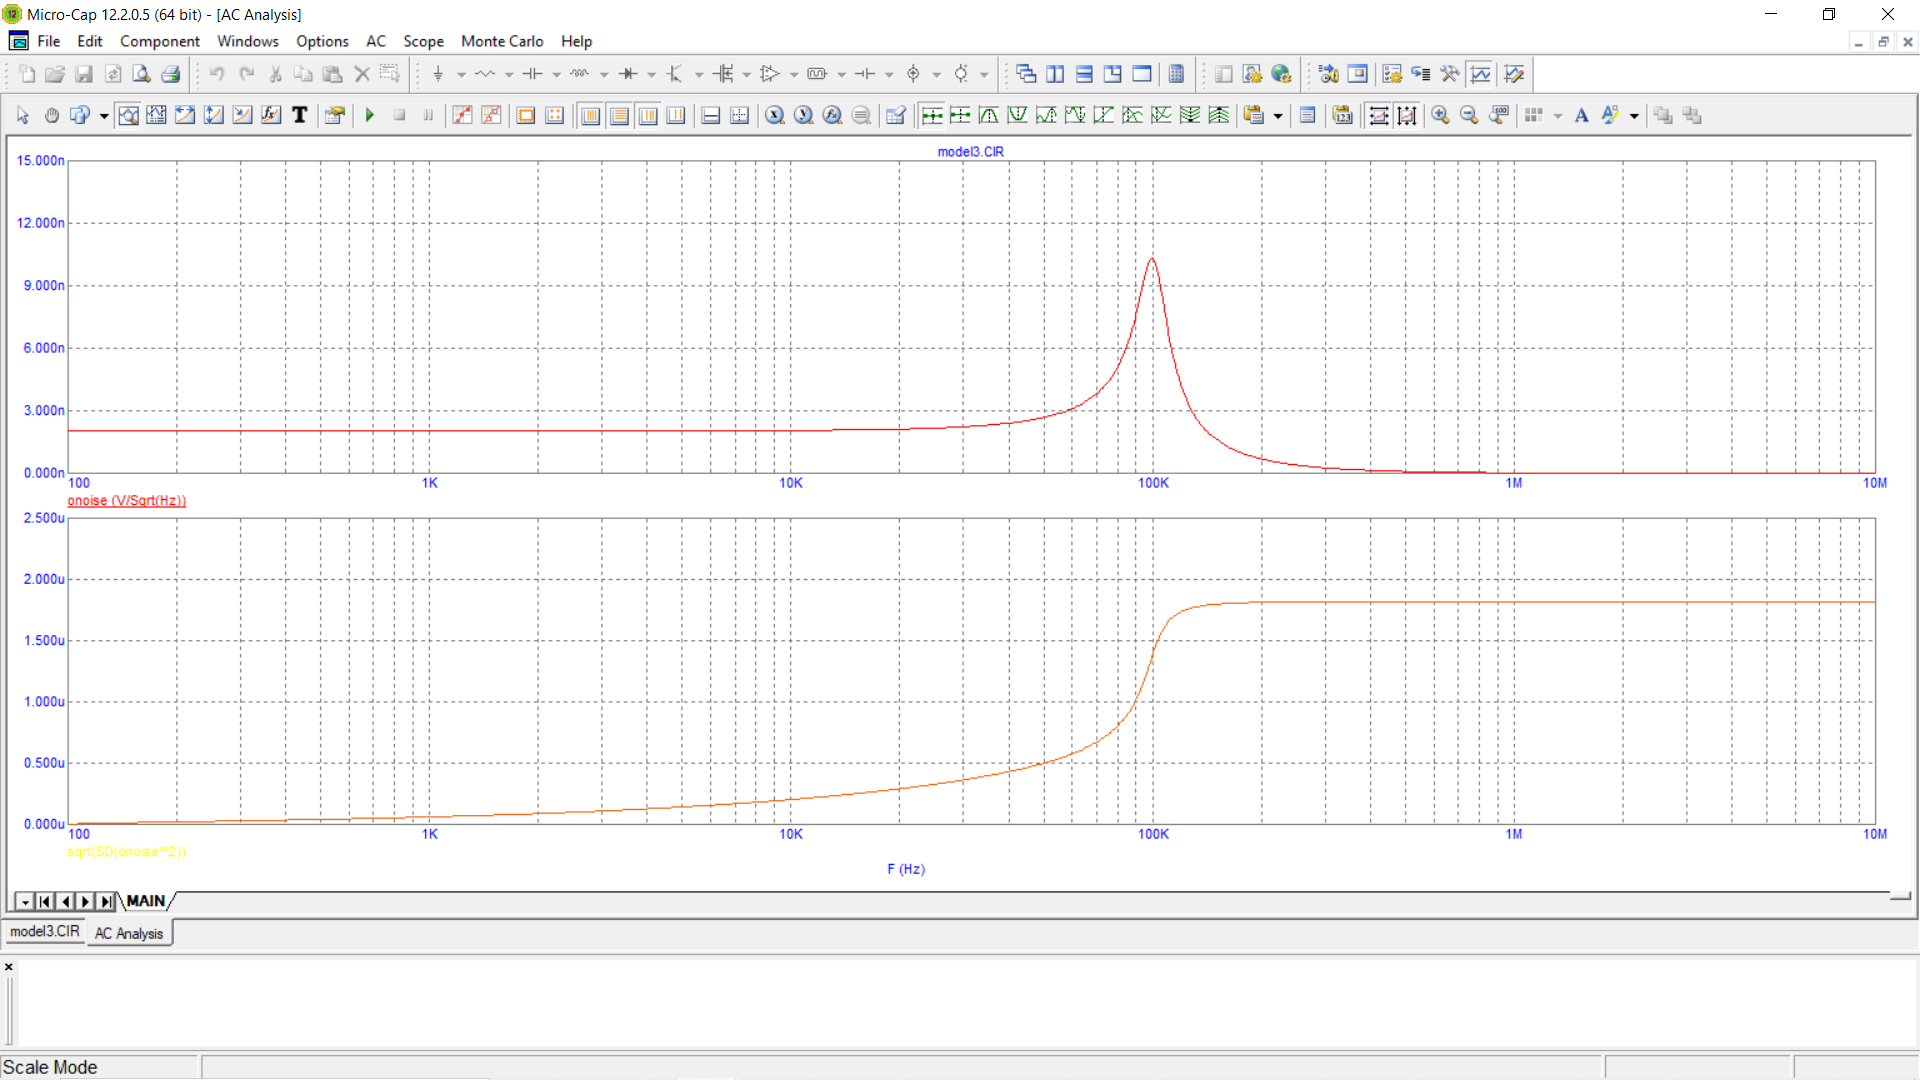 Micro-Cap 12.2.0.5 (64 bit) - [AC Analysis]
File Edit Component Windows Options AC Scope Monte Carlo Help
model3.CIR
15.000n
12.000n
9.000n
6.000n
3.000n
0.000n
100 1K 10K 100K 1M 10M
onoise (V/Sqrt(Hz))
2.500u
2.000u
1.500u
1.000u
0.500u
0.000u
100 1K 10K 100K 1M 10M
sqrt(SD(onoise**2))
F (Hz)
MAIN
model3.CIR AC Analysis
Scale Mode